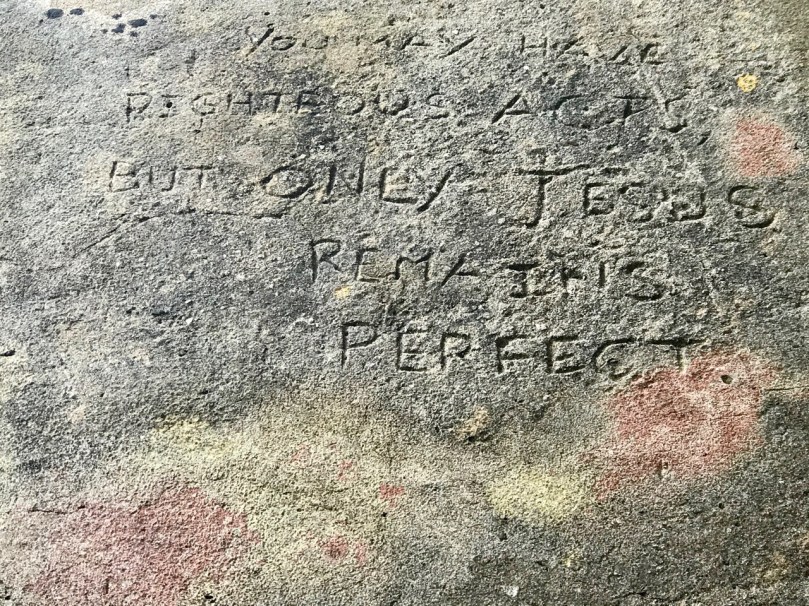 YOU MAY HAVE
RIGHTEOUS ACTS,
BUT ONLY JESUS
REMAINS
PERFECT.